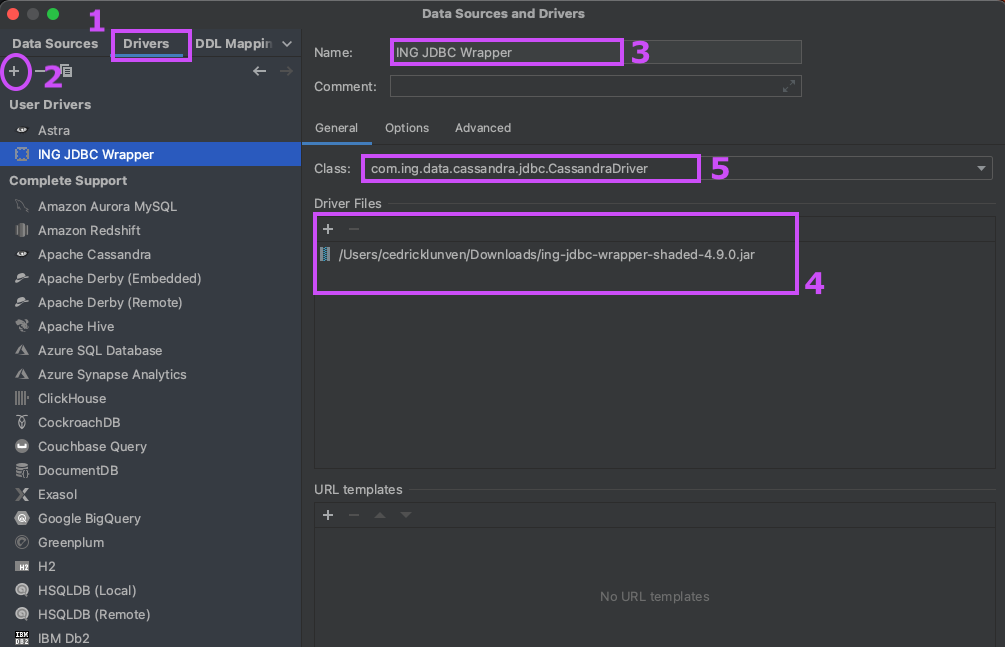 Data Sources and Drivers
1
Data Sources Drivers DDL Mappin
2
User Drivers
Astra
ING JDBC Wrapper
Complete Support
Amazon Aurora MySQL
Amazon Redshift
Apache Cassandra
Apache Derby (Embedded)
Apache Derby (Remote)
Apache Hive
Azure SQL Database
Azure Synapse Analytics
ClickHouse
CockroachDB
Couchbase Query
DocumentDB
Exasol
Google BigQuery
Greenplum
H2 H2
HSQLDB (Local)
HSQLDB (Remote)
IBM DB2 IBM Db2
Name: ING JDBC Wrapper 3
Comment:
General Options Advanced
Class: com.ing.data.cassandra.jdbc.CassandraDriver 5
Driver Files
/Users/cedricklunven/Downloads/ing-jdbc-wrapper-shaded-4.9.0.jar
4
URL templates
No URL templates